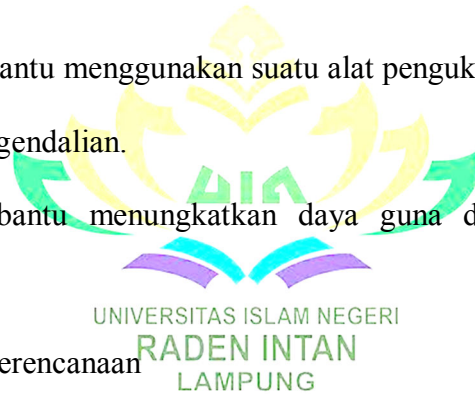 antu menggunakan suatu alat penguk
gendalian.
bantu menungkatkan daya guna d
UNIVERSITAS ISLAM NEGERI
erencanaan
RADEN INTAN
LAMPUNG